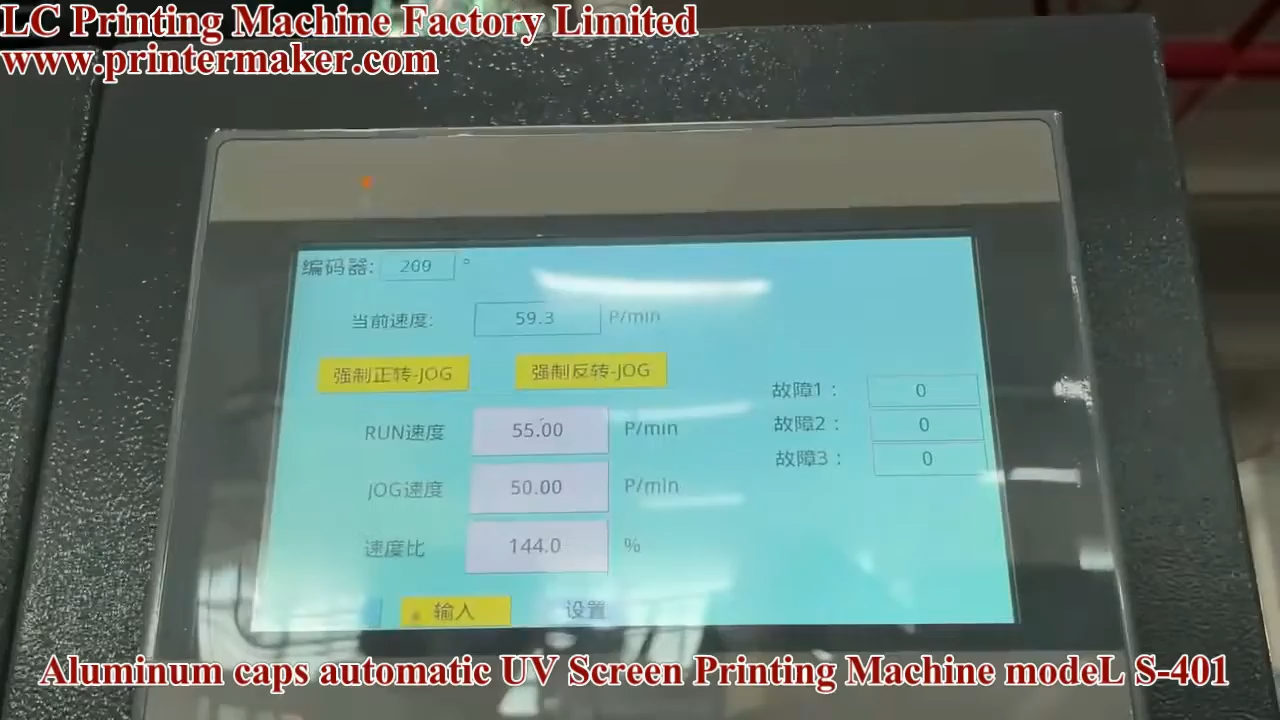 LC Printing Machine Factory Limited
www.printermaker.com
编码器: 209 °
当前速度: 59.3 P/min
强制正转-JOG 强制反转-JOG
故障1： 0
RUN速度 55.00 P/min
故障2： 0
故障3： 0
JOG速度 50.00 P/min
速度比 144.0 %
输入 设置
Aluminum caps automatic UV Screen Printing Machine modeL S-401